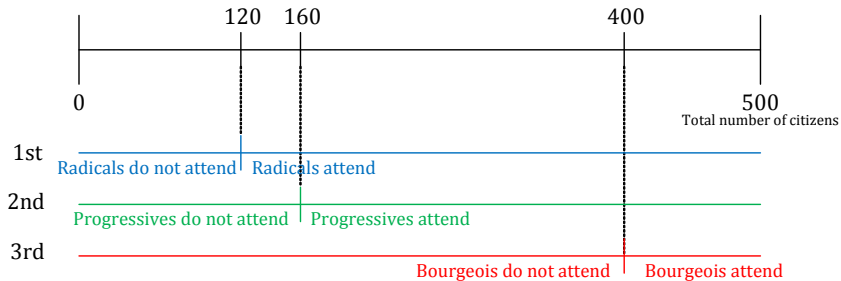 120 160 400
0 500
Total number of citizens
1st
Radicals do not attend Radicals attend
2nd
Progressives do not attend Progressives attend
3rd
Bourgeois do not attend Bourgeois attend